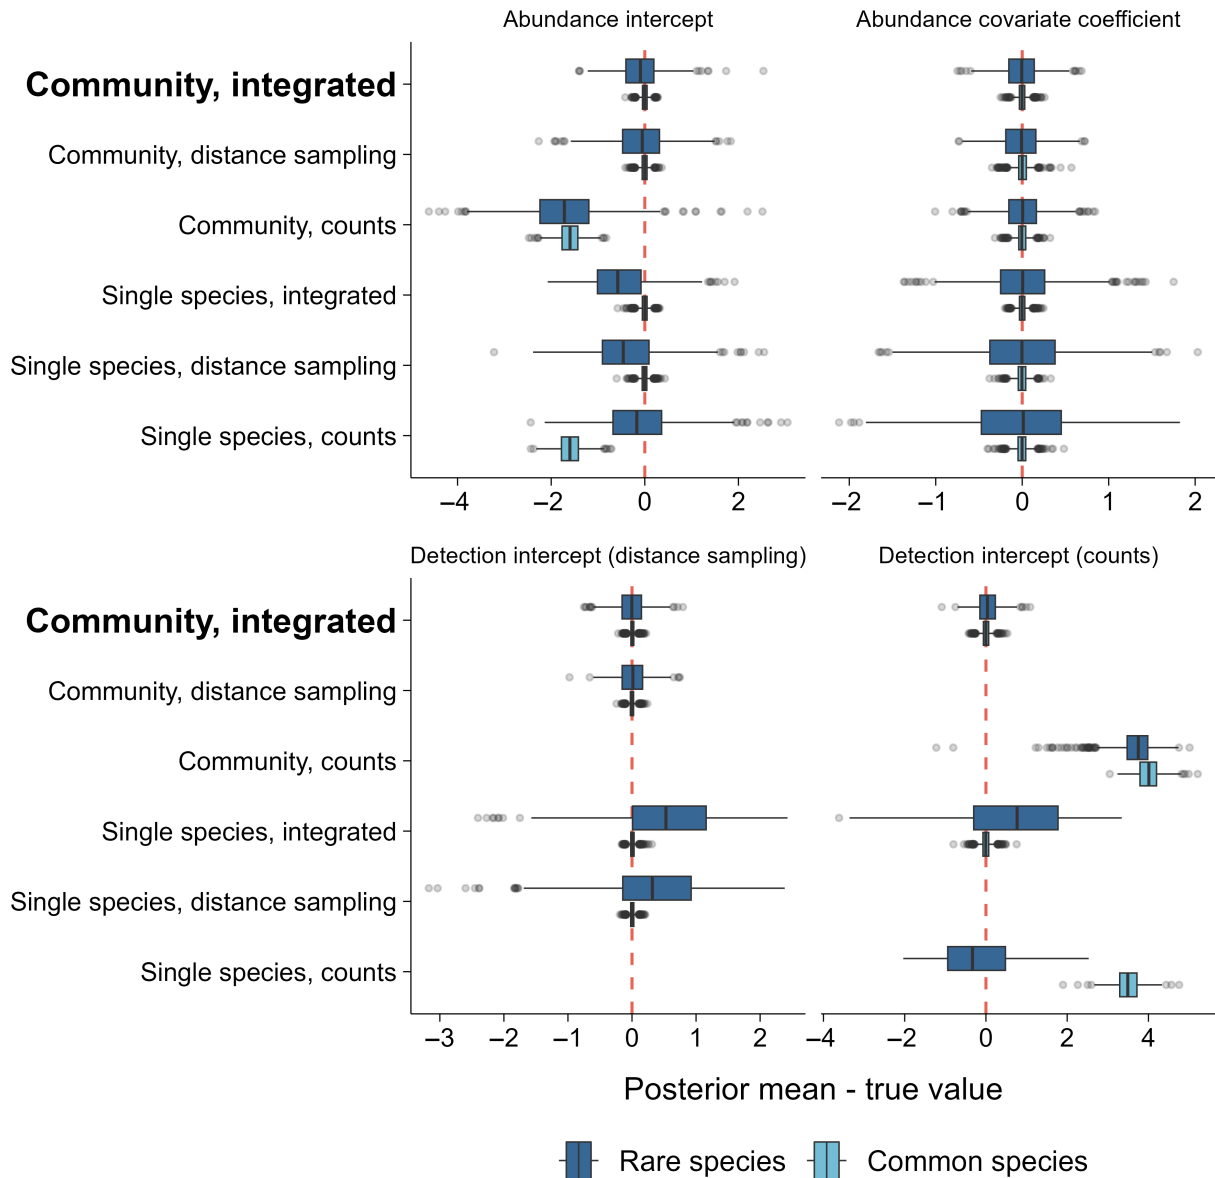 Abundance intercept
Abundance covariate coefficient
Community, integrated
Community, distance sampling
Community, counts
Single species, integrated
Single species, distance sampling
Single species, counts
−4 −2 0 2
−2 −1 0 1 2
Detection intercept (distance sampling)
Detection intercept (counts)
Community, integrated
Community, distance sampling
Community, counts
Single species, integrated
Single species, distance sampling
Single species, counts
−3 −2 −1 0 1 2
−4 −2 0 2 4
Posterior mean - true value
Rare species
Common species